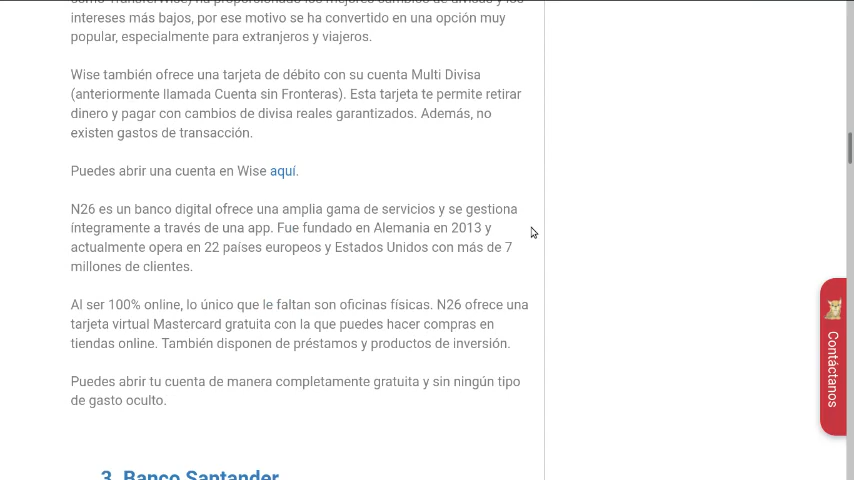 como Transferwise), ha proporcionado los mejores cambios de divisas y los
intereses más bajos, por ese motivo se ha convertido en una opción muy
popular, especialmente para extranjeros y viajeros.
Wise también ofrece una tarjeta de débito con su cuenta Multi Divisa
(anteriormente llamada Cuenta sin Fronteras). Esta tarjeta te permite retirar
dinero y pagar con cambios de divisa reales garantizados. Además, no
existen gastos de transacción.
Puedes abrir una cuenta en Wise aquí.
N26 es un banco digital ofrece una amplia gama de servicios y se gestiona
íntegramente a través de una app. Fue fundado en Alemania en 2013 y
actualmente opera en 22 países europeos y Estados Unidos con más de 7
millones de clientes.
Al ser 100% online, lo único que le faltan son oficinas físicas. N26 ofrece una
tarjeta virtual Mastercard gratuita con la que puedes hacer compras en
tiendas online. También disponen de préstamos y productos de inversión.
Puedes abrir tu cuenta de manera completamente gratuita y sin ningún tipo
de gasto oculto.
3. Banco Santander
Contáctanos